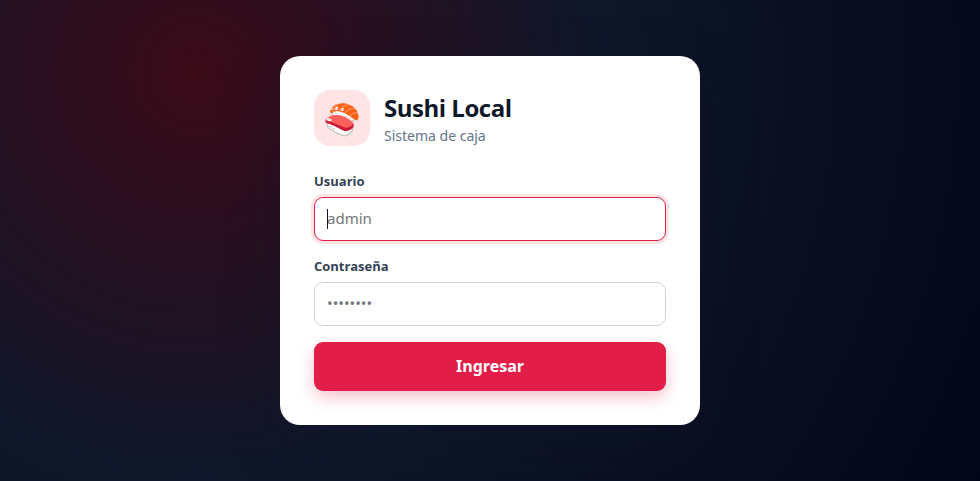 Sushi Local
Sistema de caja
Usuario
admin
Contraseña
••••••••
Ingresar